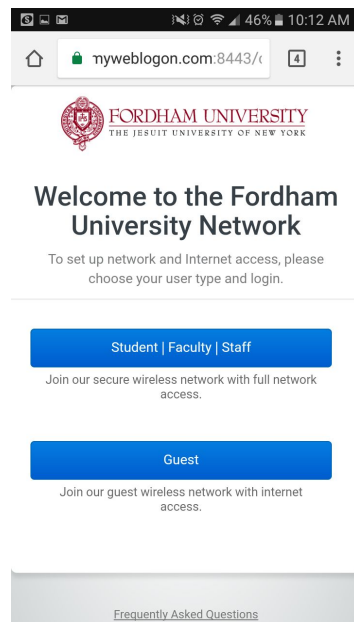 46% 10:12 AM
myweblogon.com:8443/
4
FORDHAM UNIVERSITY
THE JESUIT UNIVERSITY OF NEW YORK
Welcome to the Fordham
University Network
To set up network and Internet access, please
choose your user type and login.
Student | Faculty | Staff
Join our secure wireless network with full network
access.
Guest
Join our guest wireless network with internet
access.
Frequently Asked Questions